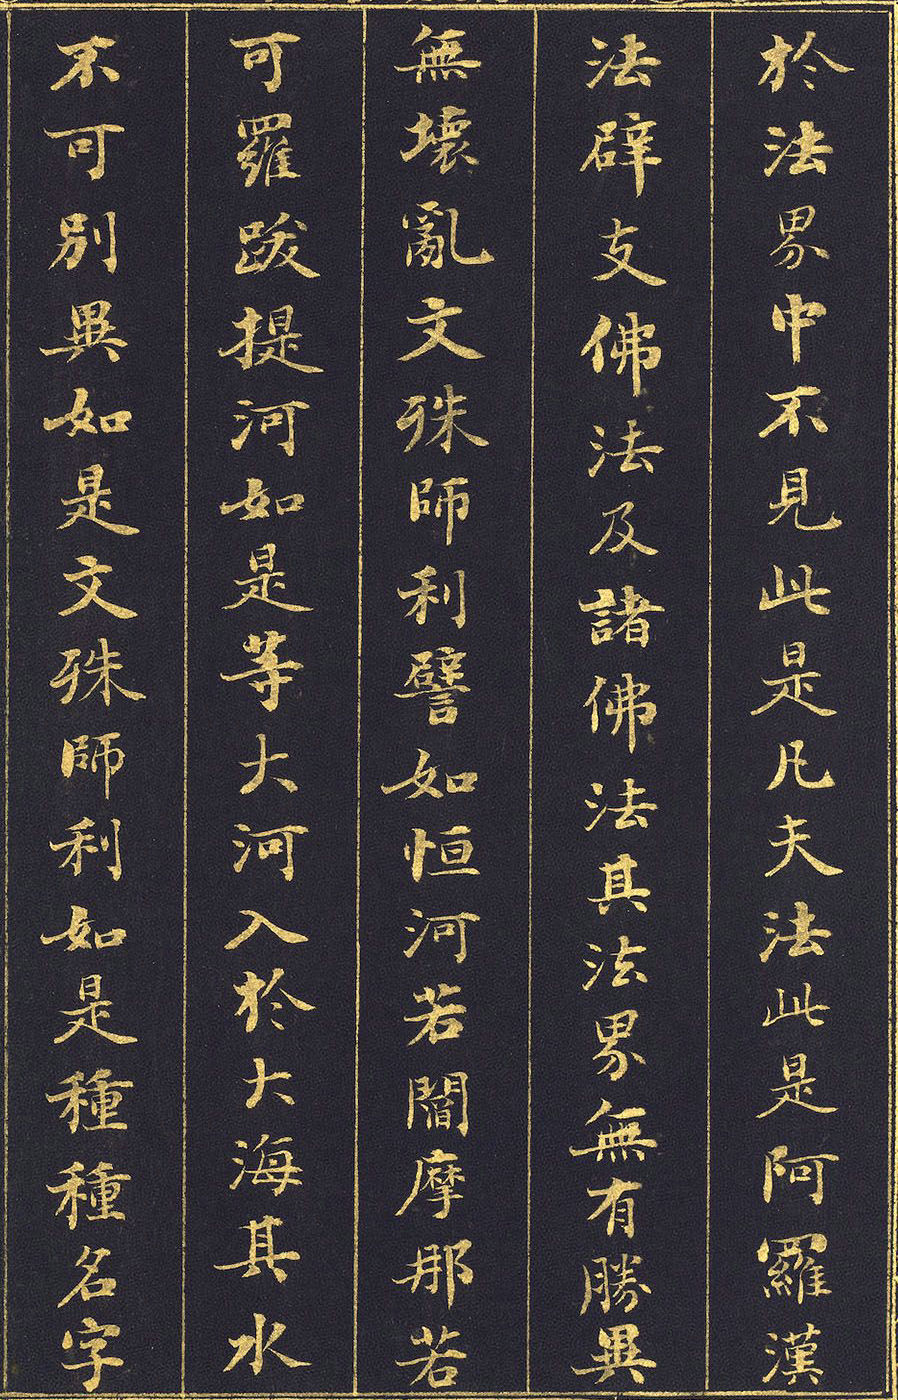 於法界中不見此是凡夫法此是阿羅漢
法辟支佛法及諸佛法其法界無有勝異
無壞亂文殊師利譬如恒河若閻摩那若
可羅跋提河如是等大河入於大海其水
不可別異如是文殊師利如是種種名字